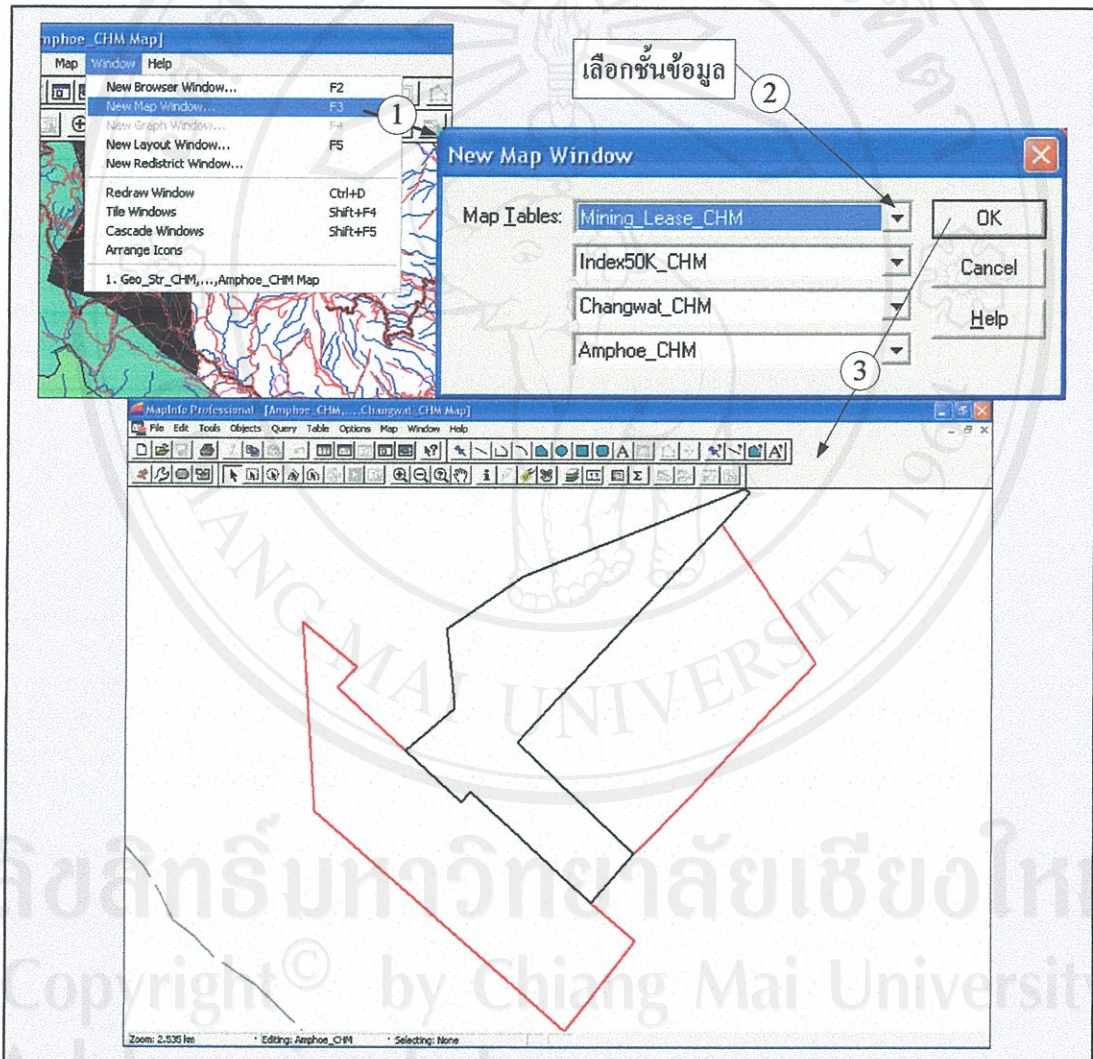 mphoe_CHM Map]
Map Window Help
New Browser Window... F2
New Map Window... F3
New Graph Window... F4
New Layout Window... F5
New Redistrict Window...
Redraw Window Ctrl+D
Tile Windows Shift+F4
Cascade Windows Shift+F5
Arrange Icons
1. Geo_Str_CHM,...,Amphoe_CHM Map
1
เลือกชั้นข้อมูล
2
New Map Window
Map Tables: Mining_Lease_CHM
Index50K_CHM
Changwat_CHM
Amphoe_CHM
OK
Cancel
Help
3
MapInfo Professional - [Amphoe_CHM,...,Changwat_CHM Map]
File Edit Tools Objects Query Table Options Map Window Help
Zoom: 2.535 km Editing: Amphoe_CHM Selecting: None
MAI UNIVERSITY 1964
ลิขสิทธิ์มหาวิทยาลัยเชียงใหม่
Copyright© by Chiang Mai University